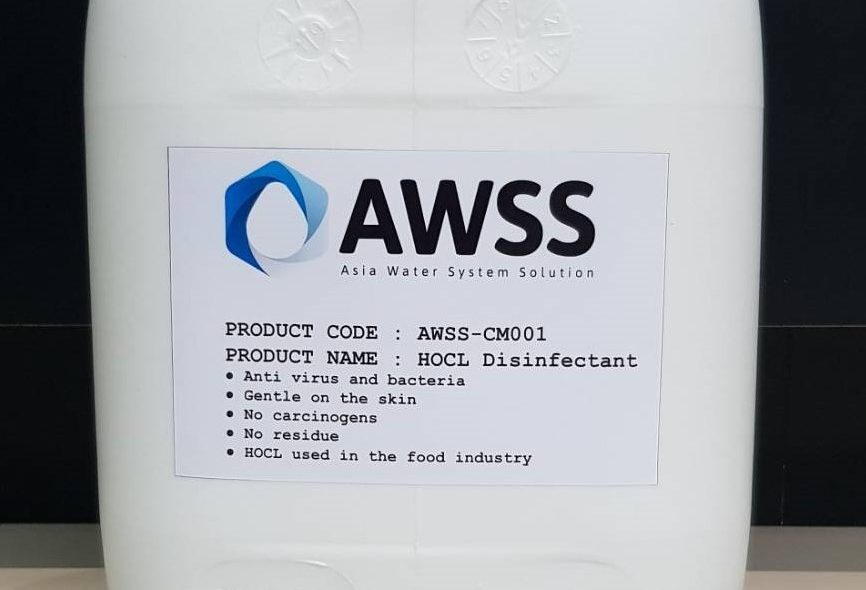 AWSS
Asia Water System Solution
PRODUCT CODE : AWSS-CM001
PRODUCT NAME : HOCL Disinfectant
• Anti virus and bacteria
• Gentle on the skin
• No carcinogens
• No residue
• HOCL used in the food industry